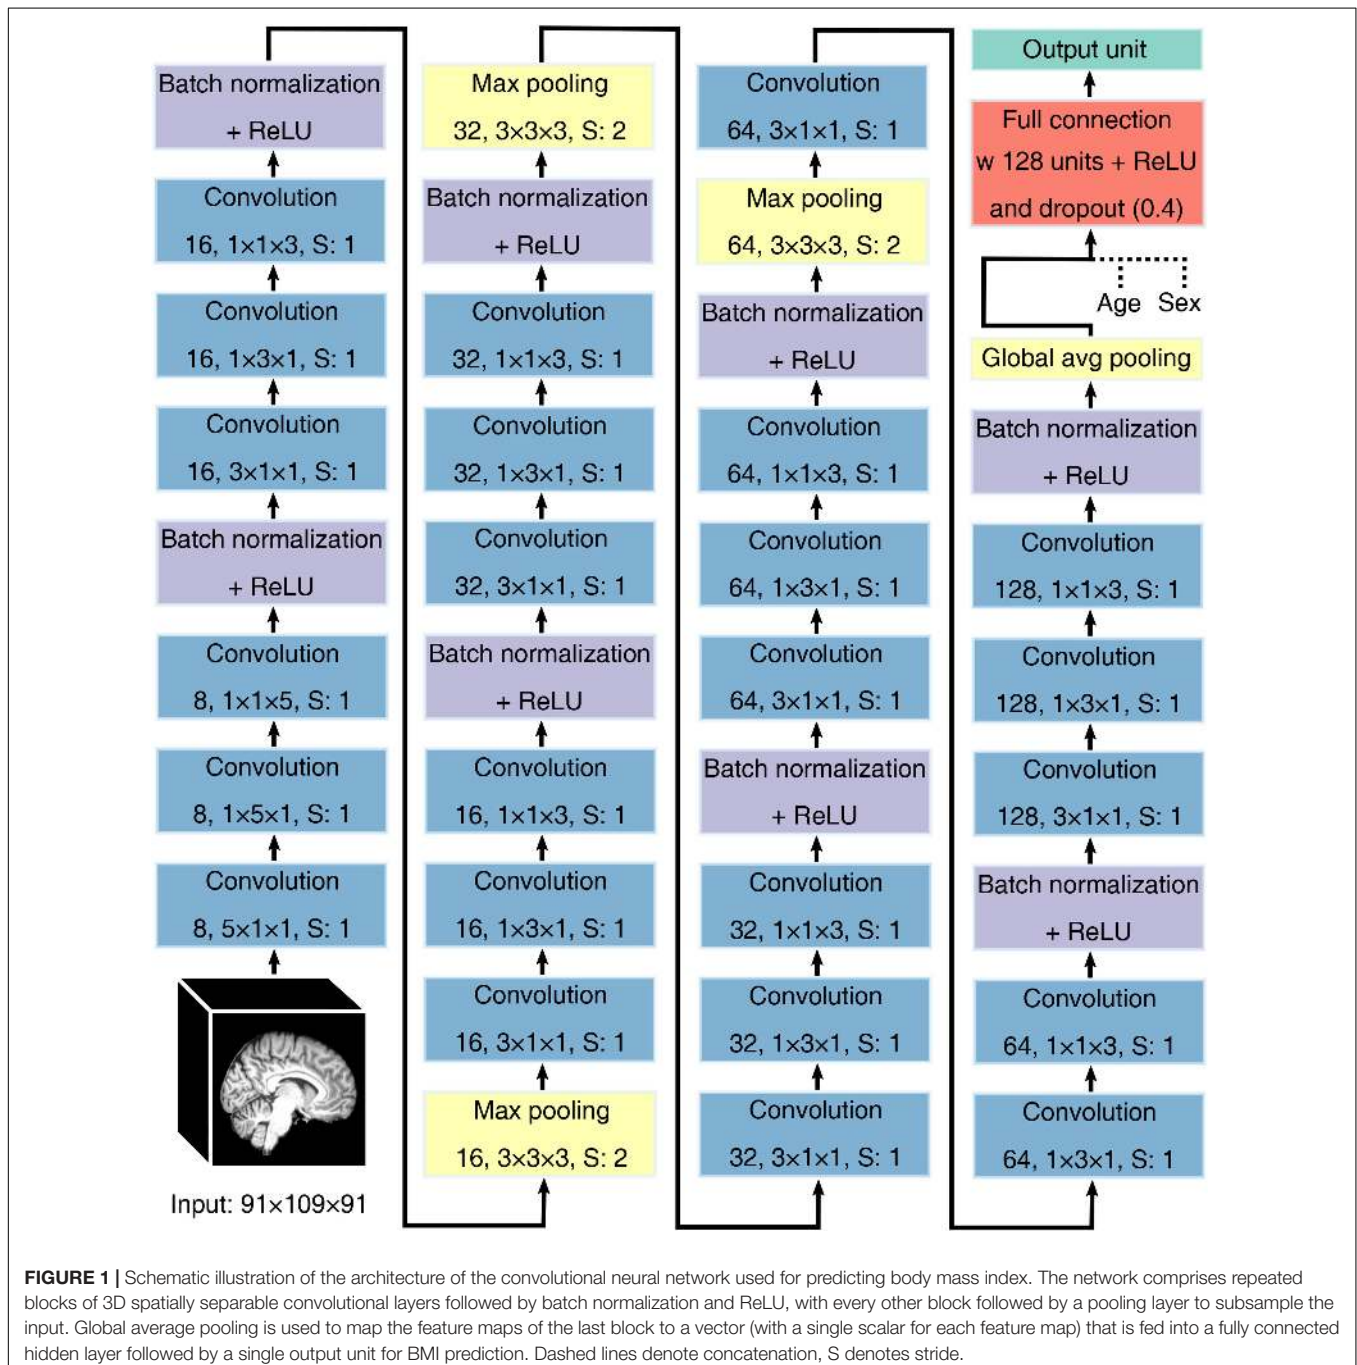 Batch normalization
+ ReLU
Convolution
16, 1×1×3, S: 1
Convolution
16, 1×3×1, S: 1
Convolution
16, 3×1×1, S: 1
Batch normalization
+ ReLU
Convolution
8, 1×1×5, S: 1
Convolution
8, 1×5×1, S: 1
Convolution
8, 5×1×1, S: 1
Input: 91×109×91
Max pooling
32, 3×3×3, S: 2
Batch normalization
+ ReLU
Convolution
32, 1×1×3, S: 1
Convolution
32, 1×3×1, S: 1
Convolution
32, 3×1×1, S: 1
Batch normalization
+ ReLU
Convolution
16, 1×1×3, S: 1
Convolution
16, 1×3×1, S: 1
Convolution
16, 3×1×1, S: 1
Max pooling
16, 3×3×3, S: 2
Convolution
64, 3×1×1, S: 1
Max pooling
64, 3×3×3, S: 2
Batch normalization
+ ReLU
Convolution
64, 1×1×3, S: 1
Convolution
64, 1×3×1, S: 1
Convolution
64, 3×1×1, S: 1
Batch normalization
+ ReLU
Convolution
32, 1×1×3, S: 1
Convolution
32, 1×3×1, S: 1
Convolution
32, 3×1×1, S: 1
Output unit
Full connection
w 128 units + ReLU
and dropout (0.4)
Age Sex
Global avg pooling
Batch normalization
+ ReLU
Convolution
128, 1×1×3, S: 1
Convolution
128, 1×3×1, S: 1
Convolution
128, 3×1×1, S: 1
Batch normalization
+ ReLU
Convolution
64, 1×1×3, S: 1
Convolution
64, 1×3×1, S: 1
FIGURE 1 | Schematic illustration of the architecture of the convolutional neural network used for predicting body mass index. The network comprises repeated
blocks of 3D spatially separable convolutional layers followed by batch normalization and ReLU, with every other block followed by a pooling layer to subsample the
input. Global average pooling is used to map the feature maps of the last block to a vector (with a single scalar for each feature map) that is fed into a fully connected
hidden layer followed by a single output unit for BMI prediction. Dashed lines denote concatenation, S denotes stride.